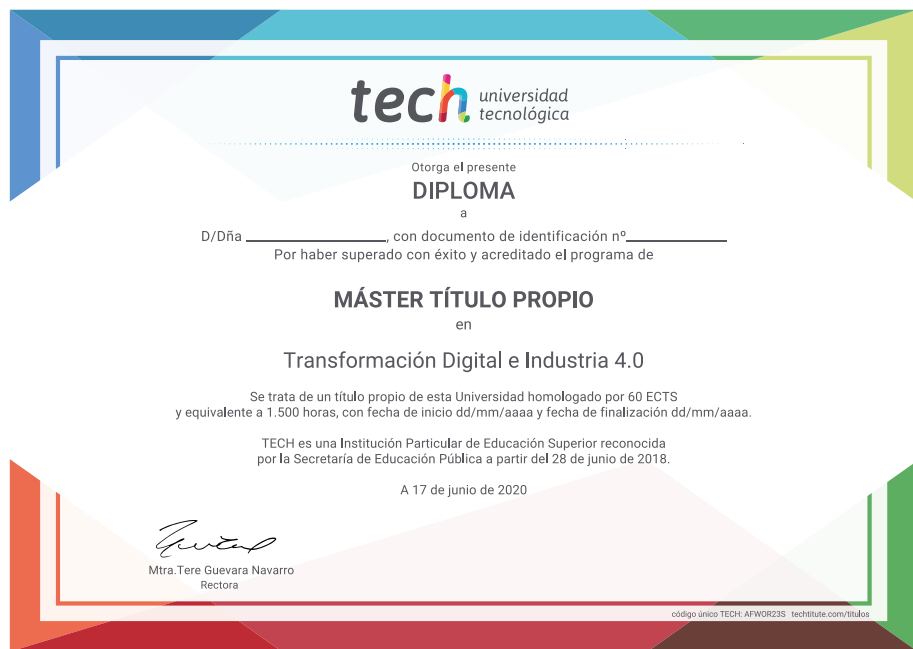 tech universidad
tecnológica
Otorga el presente
DIPLOMA
a
D/Dña ______________, con documento de identificación nº__________
Por haber superado con éxito y acreditado el programa de
MÁSTER TÍTULO PROPIO
en
Transformación Digital e Industria 4.0
Se trata de un título propio de esta Universidad homologado por 60 ECTS
y equivalente a 1.500 horas, con fecha de inicio dd/mm/aaaa y fecha de finalización dd/mm/aaaa.
TECH es una Institución Particular de Educación Superior reconocida
por la Secretaría de Educación Pública a partir del 28 de junio de 2018.
A 17 de junio de 2020
Mtra.Tere Guevara Navarro
Rectora
código único TECH: AFWOR23S techtitute.com/titulos